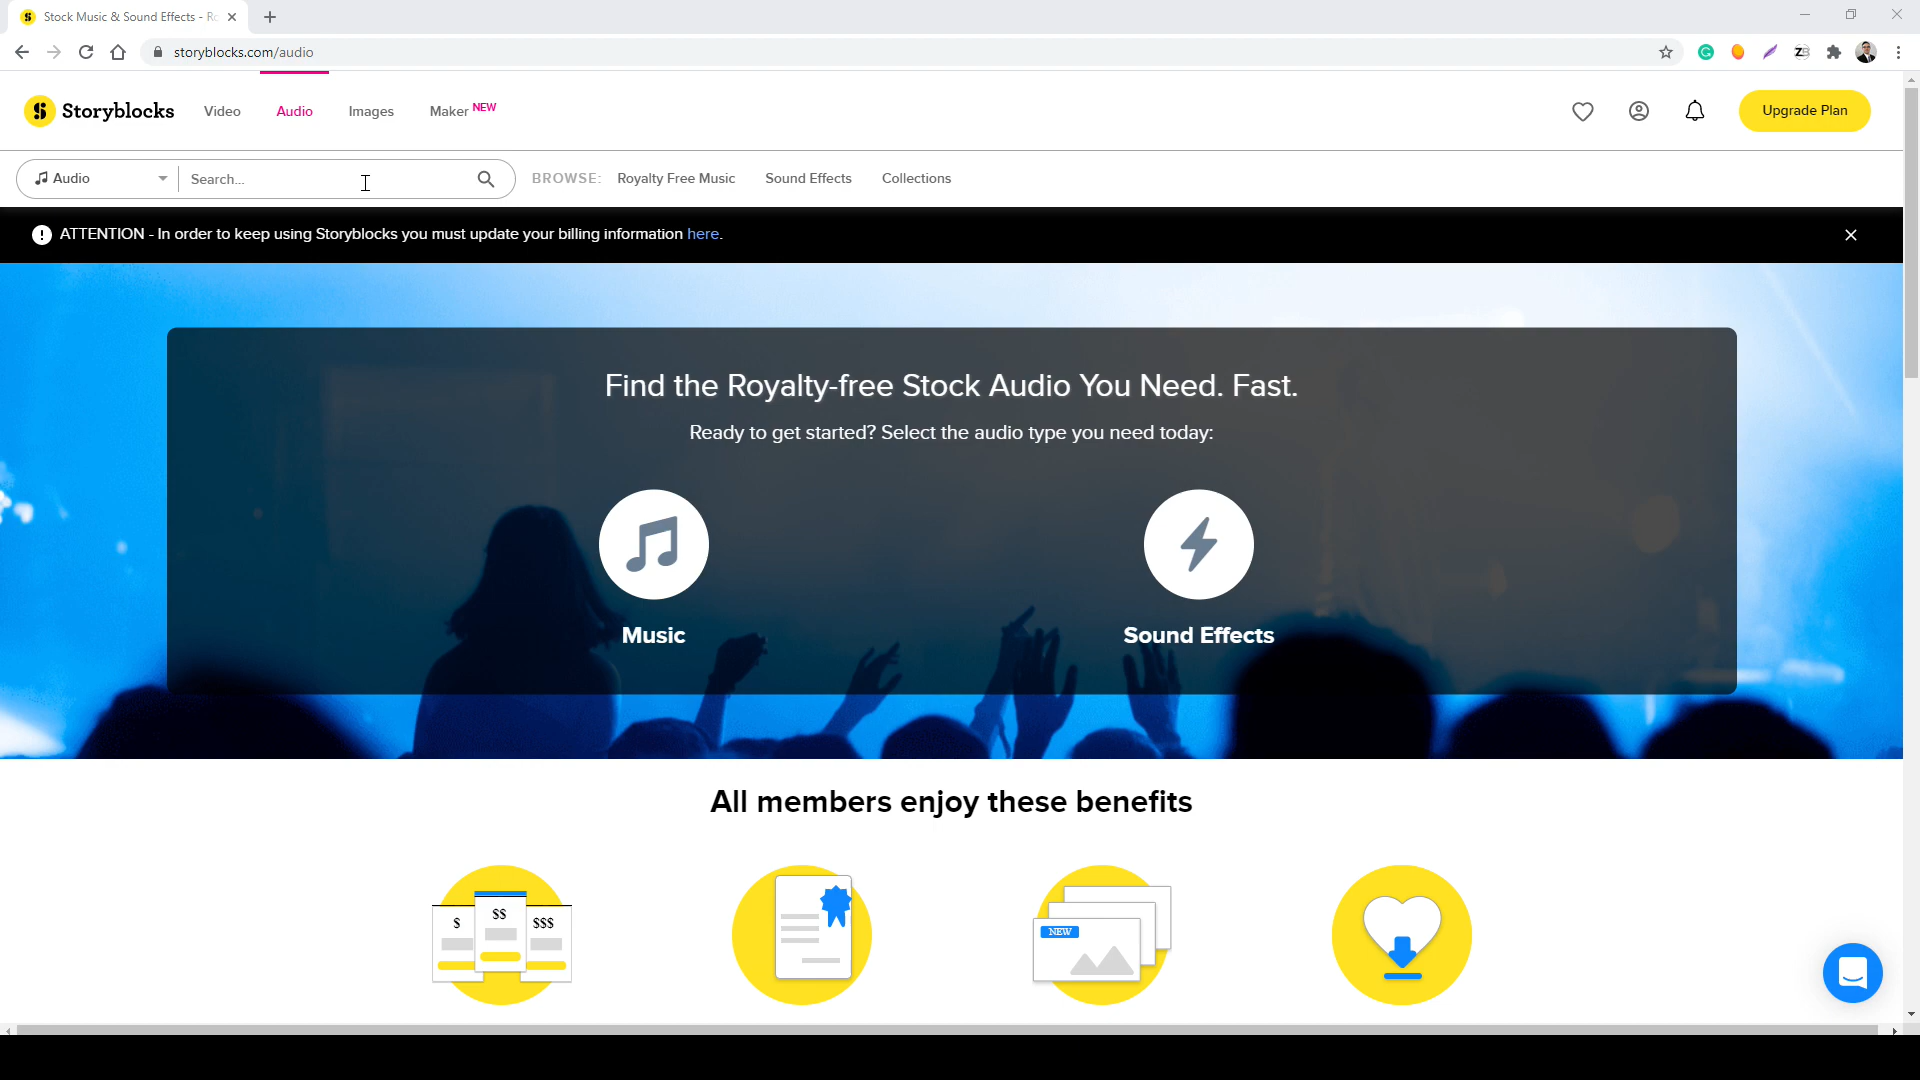 Stock Music & Sound Effects - Ro
storyblocks.com/audio
Storyblocks
Video
Audio
Images
Maker NEW
Upgrade Plan
Audio
Search...
BROWSE:
Royalty Free Music
Sound Effects
Collections
ATTENTION - In order to keep using Storyblocks you must update your billing information here.
Find the Royalty-free Stock Audio You Need. Fast.
Ready to get started? Select the audio type you need today:
Music
Sound Effects
All members enjoy these benefits
$
$$
$$$
NEW